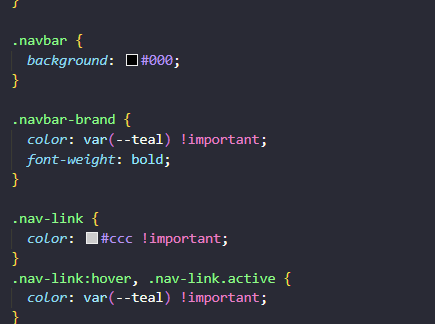 }
.navbar {
  background: #000;
}
.navbar-brand {
  color: var(--teal) !important;
  font-weight: bold;
}
.nav-link {
  color: #ccc !important;
}
.nav-link:hover, .nav-link.active {
  color: var(--teal) !important;
}